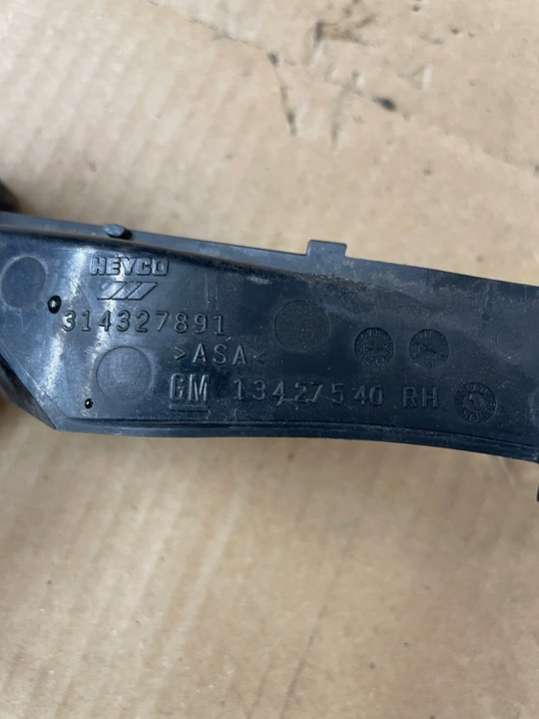 HEYCO
314327891
>ASA<
GM 13427540 RH